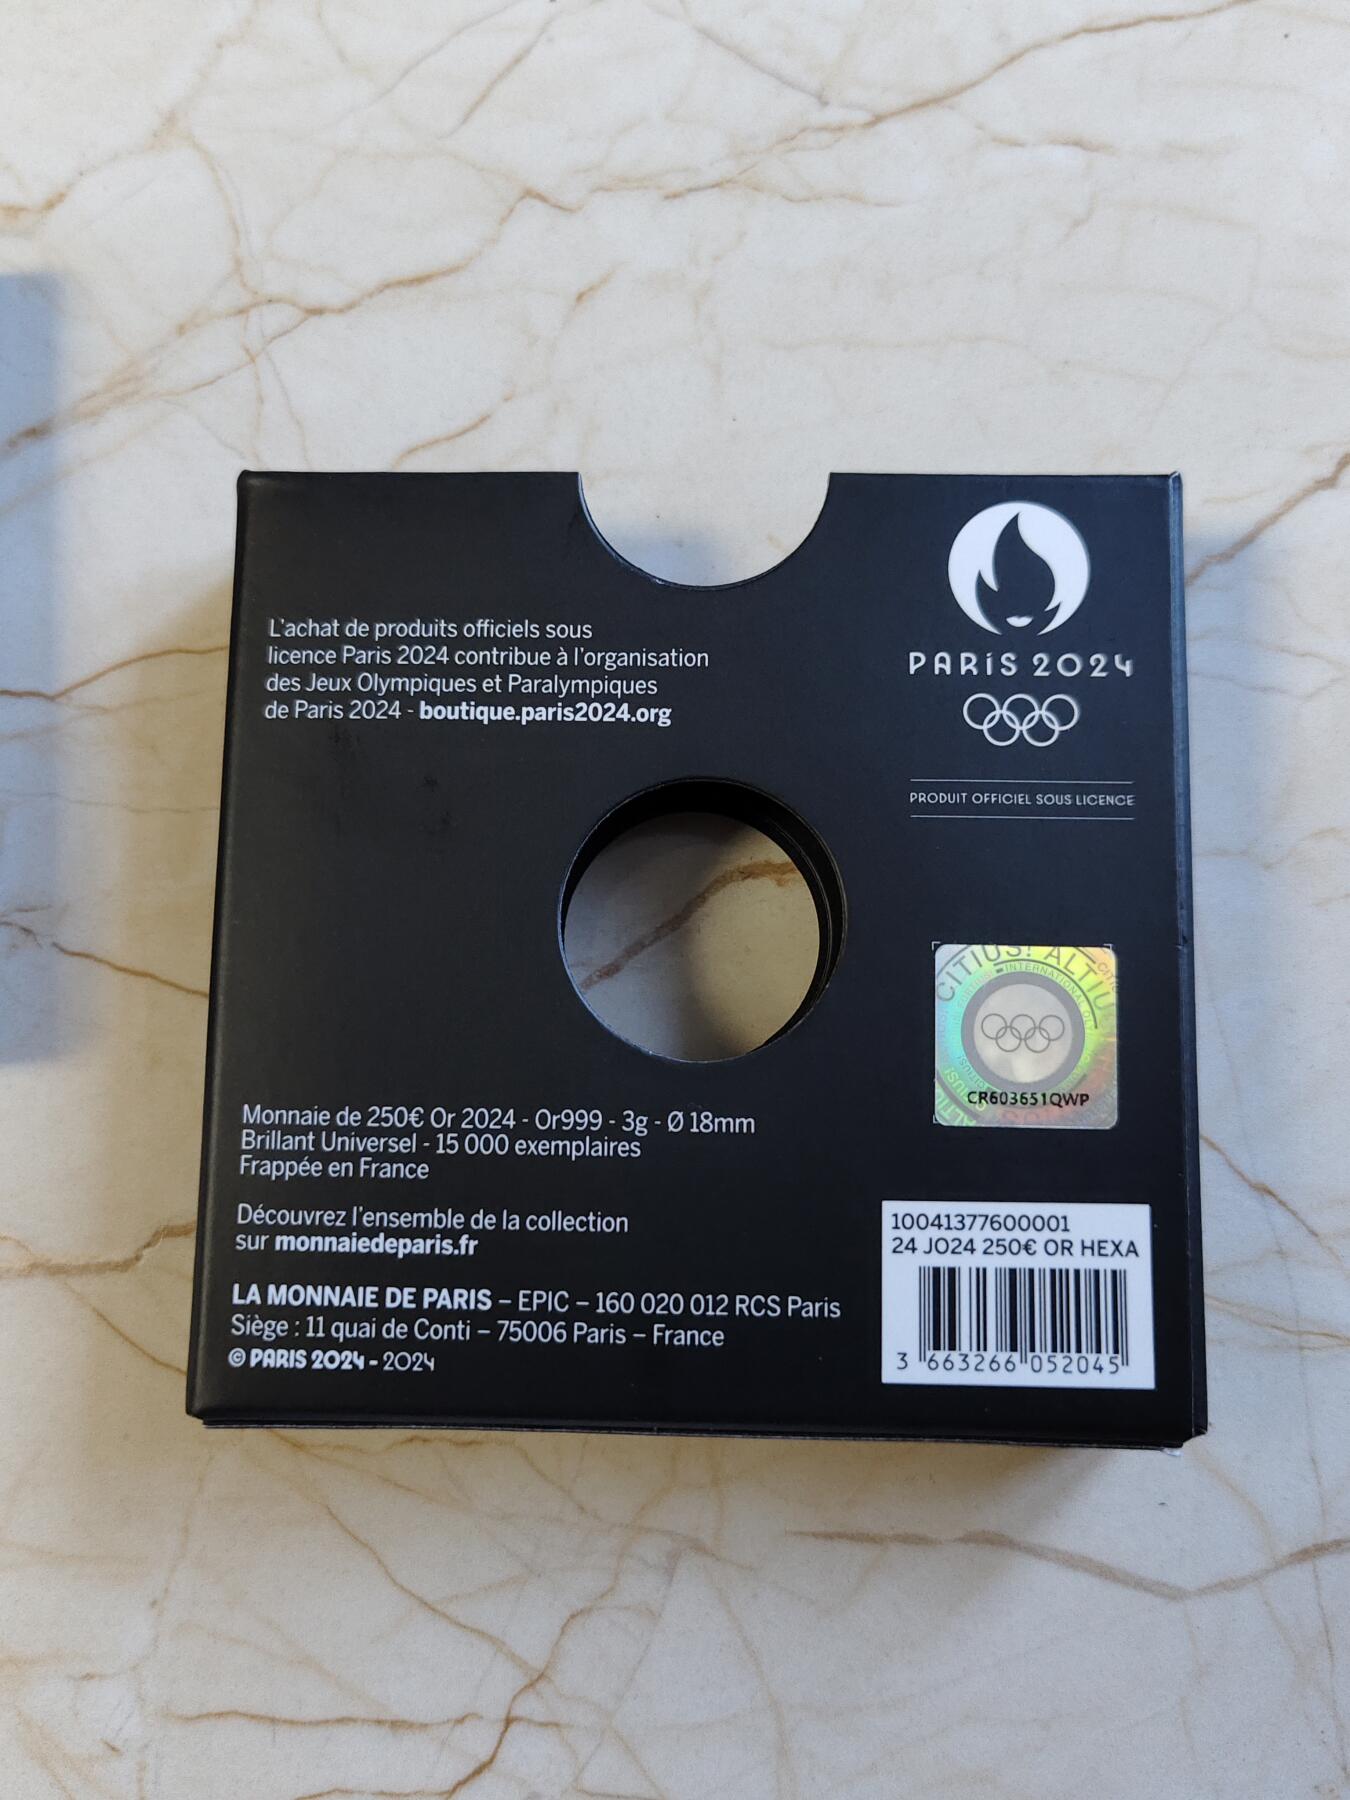 L'achat de produits officiels sous
licence Paris 2024 contribue à l'organisation
des Jeux Olympiques et Paralympiques
de Paris 2024 - boutique.paris2024.org
PARIS 2024
PRODUIT OFFICIEL SOUS LICENCE
CITIUS! ALTIU
INTERNATIONAL OL
CR603651QWP
Monnaie de 250€ Or 2024 - Or999 - 3g - Ø 18mm
Brillant Universel - 15 000 exemplaires
Frappée en France
Découvrez l'ensemble de la collection
sur monnaiedeparis.fr
LA MONNAIE DE PARIS – EPIC – 160 020 012 RCS Paris
Siège : 11 quai de Conti – 75006 Paris – France
© PARIS 2024 - 2024
10041377600001
24 JO24 250€ OR HEXA
3 663266 052045